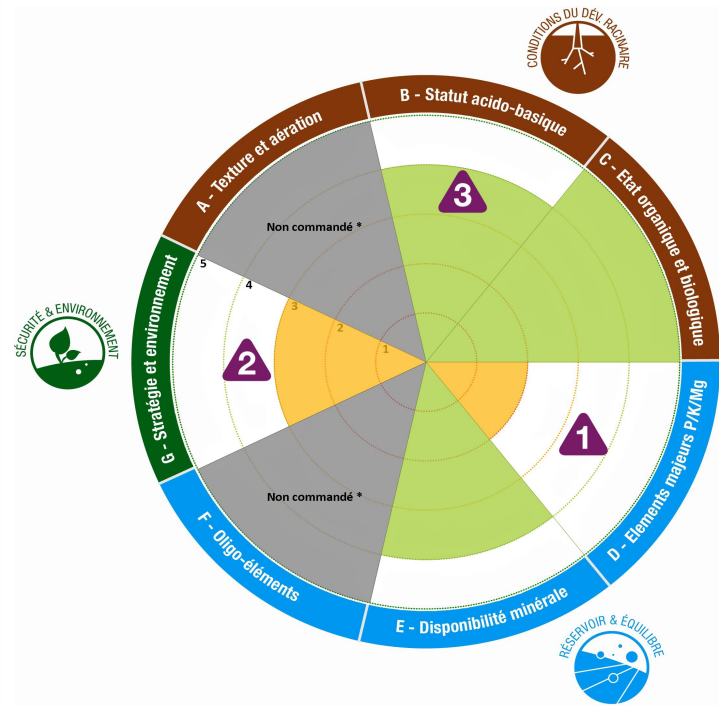 CONDITIONS DU DÉV. RACINAIRE
B - Statut acido-basique
A - Texture et aération
C - Etat organique et biologique
3
Non commandé *
5
4
3
2
1
SÉCURITÉ & ENVIRONNEMENT
G - Stratégie et environnement
2
1
D - Elements majeurs P/K/Mg
Non commandé *
F - Oligo-éléments
E - Disponibilité minérale
RÉSERVOIR & ÉQUILIBRE